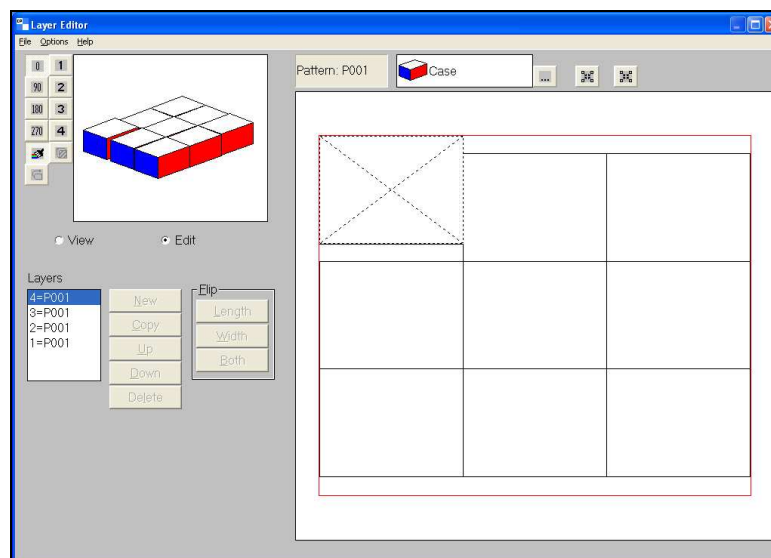 Layer Editor
File Options Help
0 1
90 2
180 3
270 4
Pattern: P001
Case
...
View
Edit
Layers
4=P001
3=P001
2=P001
1=P001
New
Copy
Up
Down
Delete
Flip
Length
Width
Both